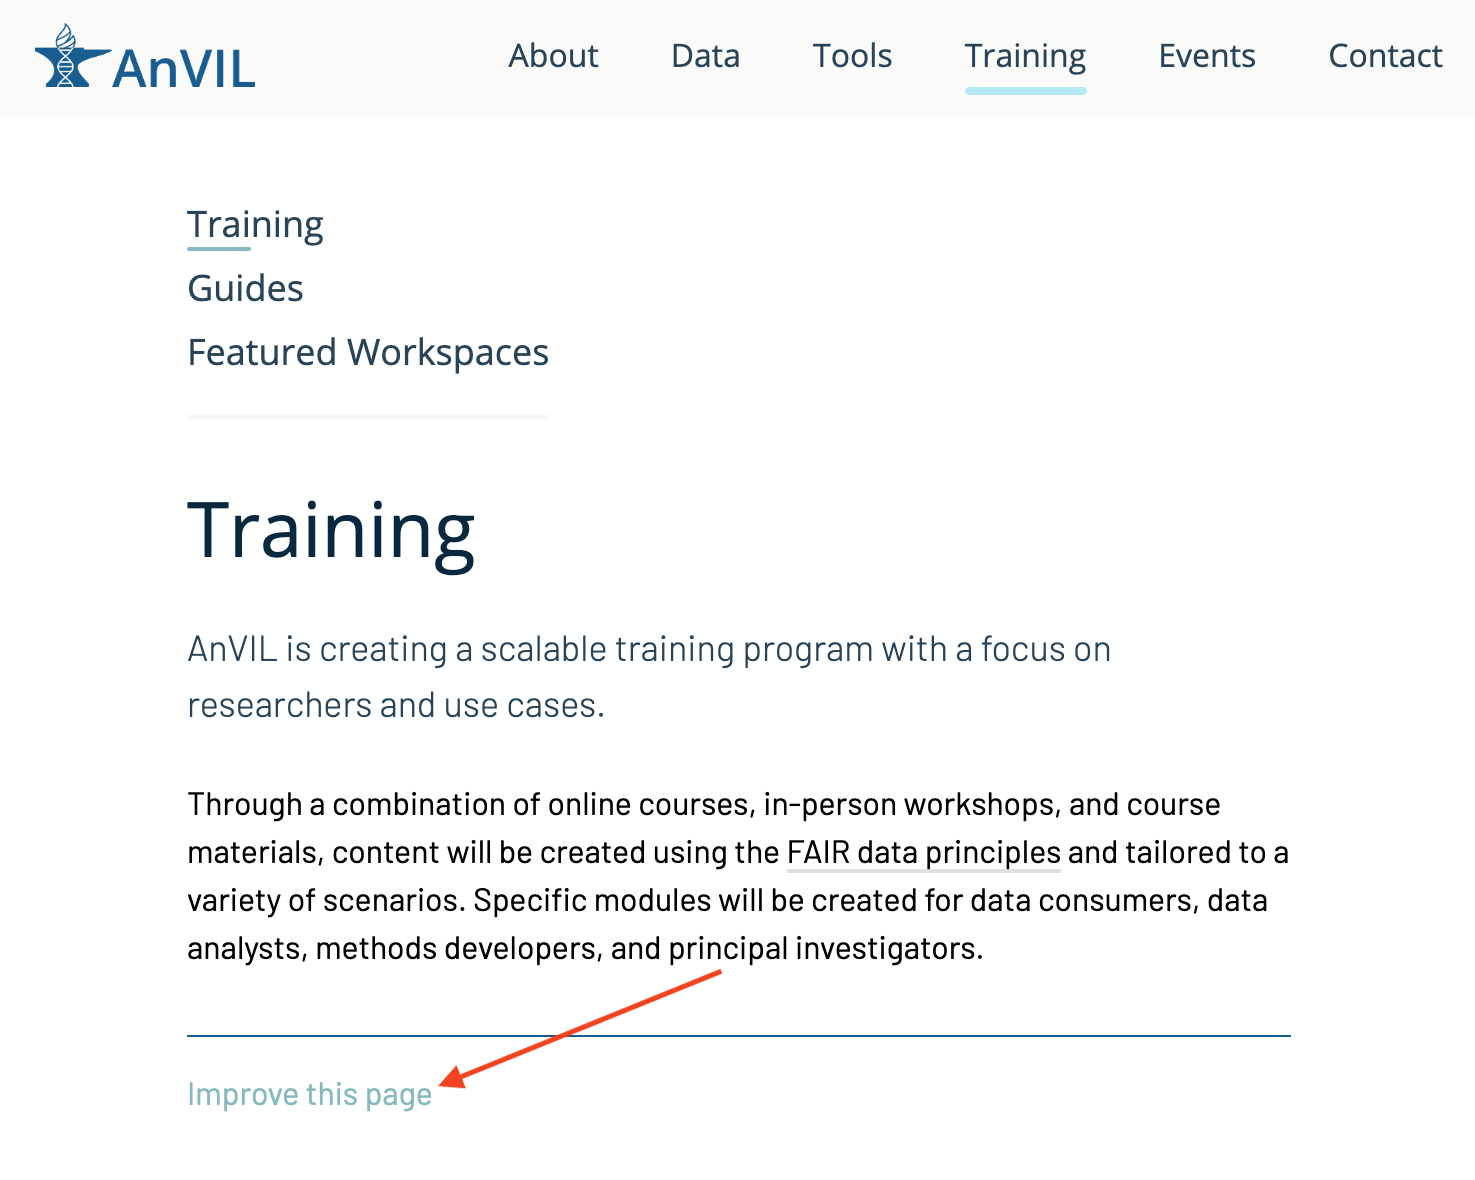 AnVIL
About Data Tools Training Events Contact
Training
Guides
Featured Workspaces
Training
AnVIL is creating a scalable training program with a focus on
researchers and use cases.
Through a combination of online courses, in-person workshops, and course
materials, content will be created using the FAIR data principles and tailored to a
variety of scenarios. Specific modules will be created for data consumers, data
analysts, methods developers, and principal investigators.
Improve this page